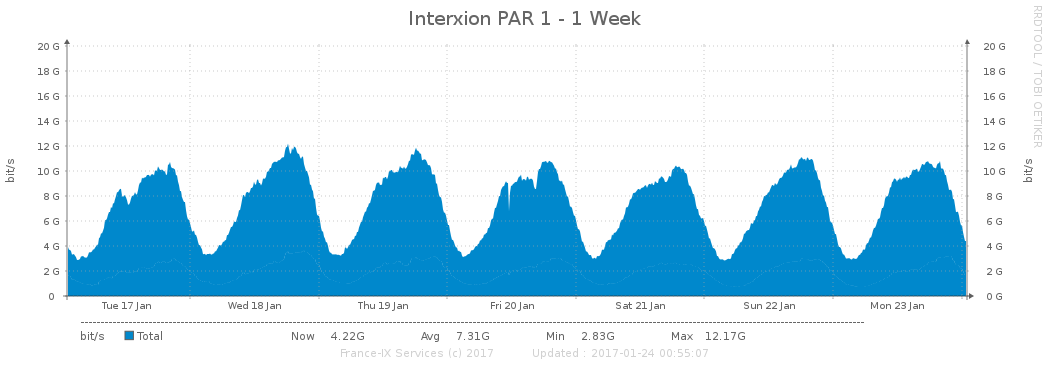 Interxion PAR 1 - 1 Week
RRDTOOL / TOBI OETIKER
bit/s
20 G
18 G
16 G
14 G
12 G
10 G
8 G
6 G
4 G
2 G
0
20 G
18 G
16 G
14 G
12 G
10 G
8 G
6 G
4 G
2 G
0 G
bit/s
Tue 17 Jan Wed 18 Jan Thu 19 Jan Fri 20 Jan Sat 21 Jan Sun 22 Jan Mon 23 Jan
bit/s Total Now 4.22G Avg 7.31G Min 2.83G Max 12.17G
France-IX Services (c) 2017 Updated : 2017-01-24 00:55:07